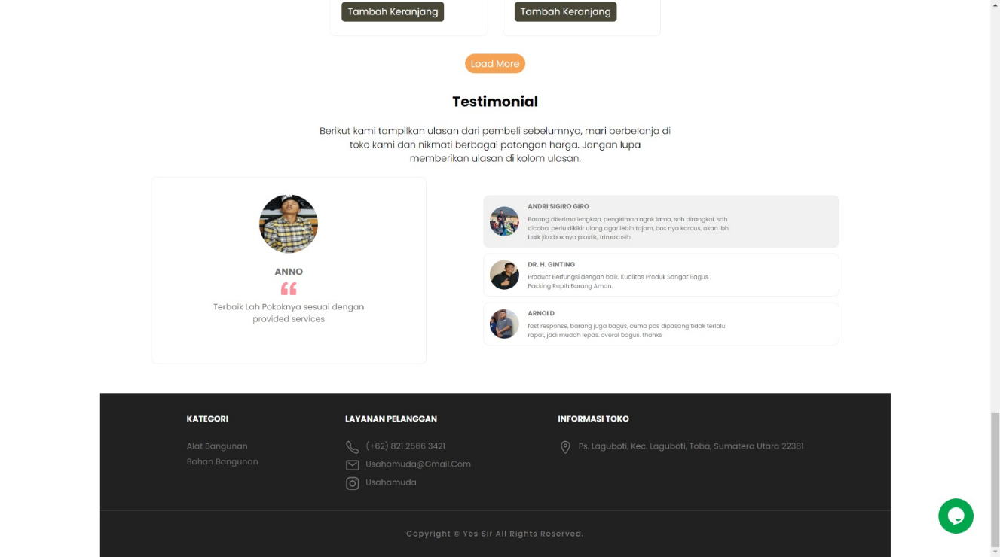 Tambah Keranjang
Tambah Keranjang
Load More
Testimonial
Berikut kami tampilkan ulasan dari pembeli sebelumnya, mari berbelanja di
toko kami dan nikmati berbagai potongan harga. Jangan lupa
memberikan ulasan di kolom ulasan.
ANNO
Terbaik Lah Pokoknya sesuai dengan
provided services
ANDRI SIGIRO GIRO
Barang diterima lengkap, pengiriman agak lama, sdh dirangkai, sdh
dicoba, perlu dikikir ulang agar lebih tajam, box nya kardus, akan lbh
baik jika box nya plastik, trimakasih
DR. H. GINTING
Product Berfungsi dengan baik. Kualitas Produk Sangat Bagus.
Packing Rapih Barang Aman.
ARNOLD
fast response, barang juga bagus, cuma pas dipasang tidak terlalu
rapat, jadi mudah lepas. overal bagus. thanks
KATEGORI
Alat Bangunan
Bahan Bangunan
LAYANAN PELANGGAN
(+62) 821 2566 3421
Usahamuda@Gmail.Com
Usahamuda
INFORMASI TOKO
Ps. Laguboti, Kec. Laguboti, Toba, Sumatera Utara 22381
Copyright © Yes Sir All Rights Reserved.